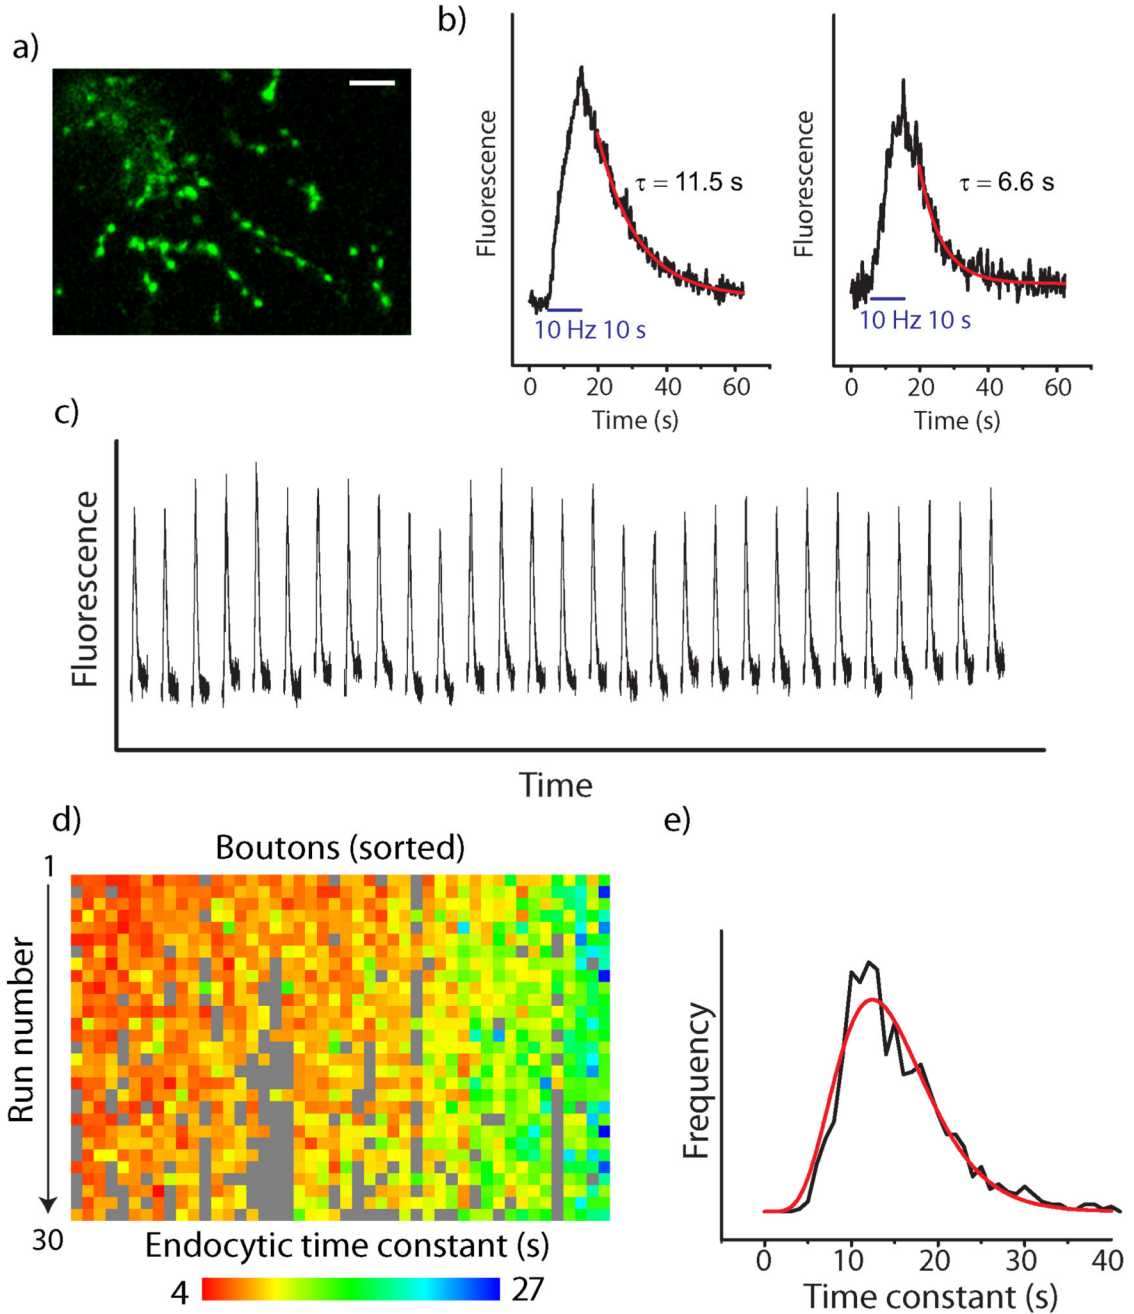 a)
b)
Fluorescence
τ = 11.5 s
10 Hz 10 s
0 20 40 60
Time (s)
Fluorescence
τ = 6.6 s
10 Hz 10 s
0 20 40 60
Time (s)
c)
Fluorescence
Time
d)
Boutons (sorted)
1
Run number
30
Endocytic time constant (s)
4 27
e)
Frequency
0 10 20 30 40
Time constant (s)